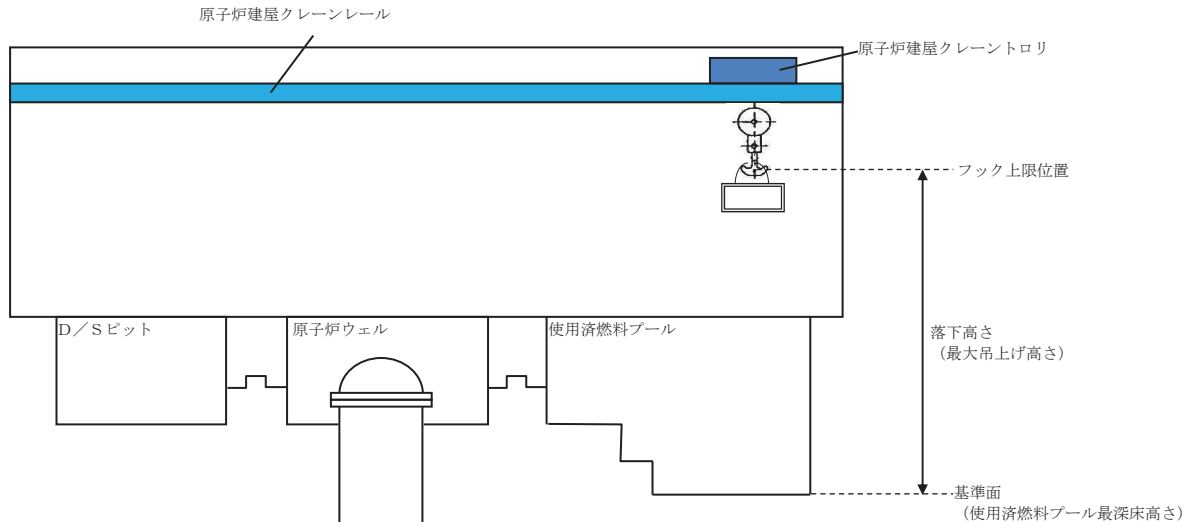 原子炉建屋クレーンレール
原子炉建屋クレーントロリ
フック上限位置
D/Sピット
原子炉ウェル
使用済燃料プール
落下高さ
(最大吊上げ高さ)
基準面
(使用済燃料プール最深床高さ)